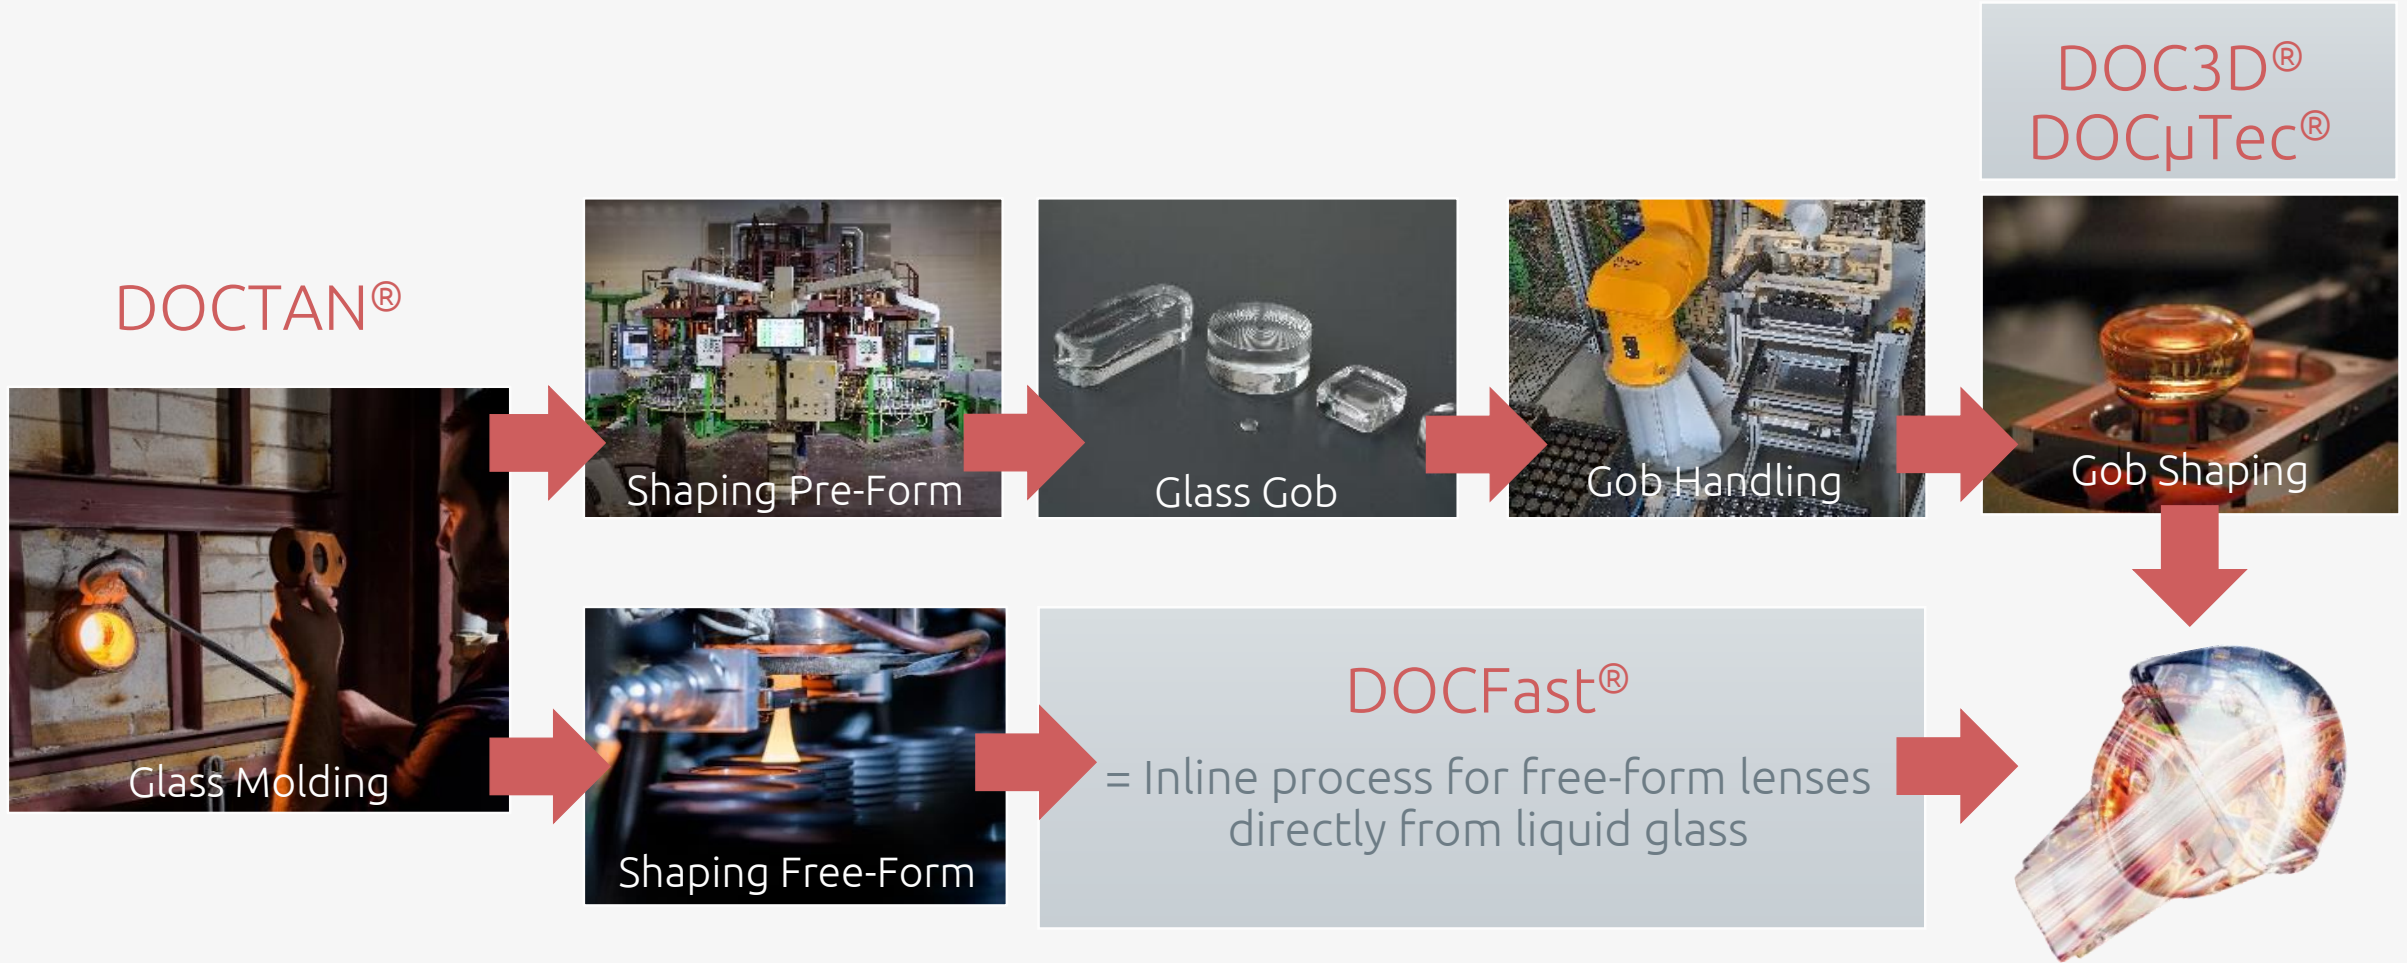 DOC3D®
DOCµTec®
DOCTAN®
Shaping Pre-Form
Glass Gob
Gob Handling
Gob Shaping
Glass Molding
Shaping Free-Form
DOCFast®
= Inline process for free-form lenses
directly from liquid glass